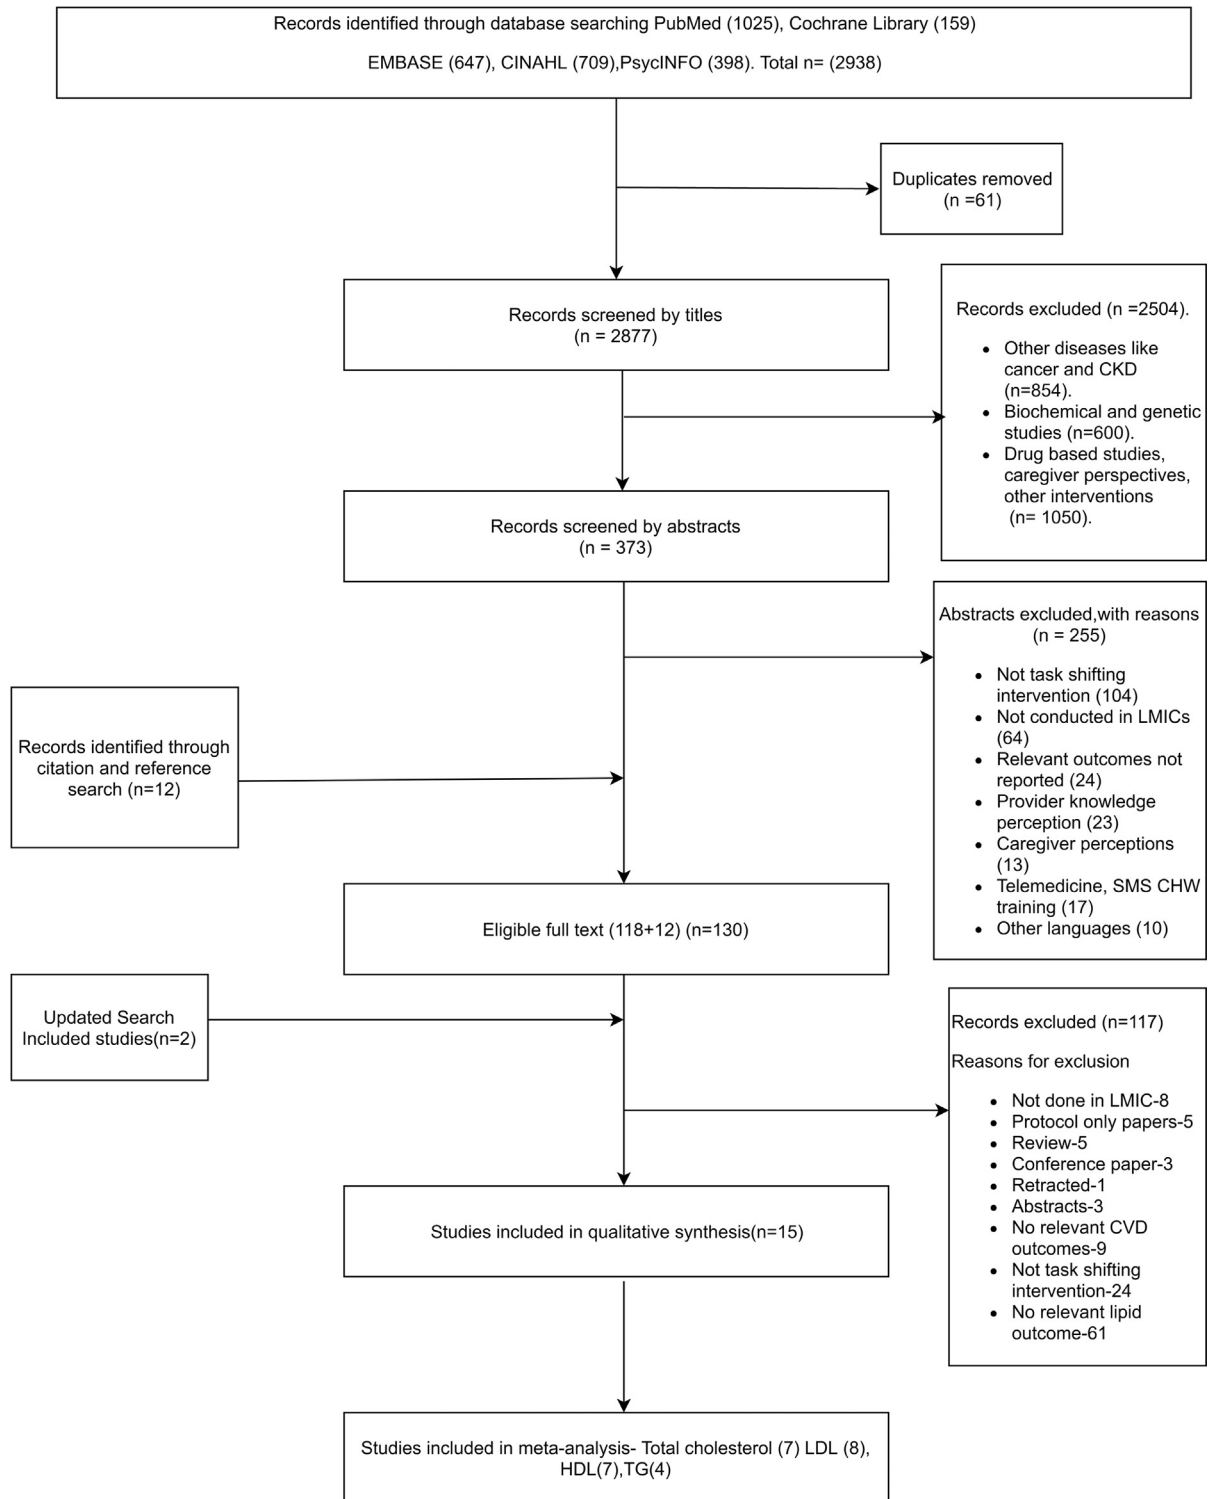 Records identified through database searching PubMed (1025), Cochrane Library (159)
EMBASE (647), CINAHL (709),PsycINFO (398). Total n= (2938)
Duplicates removed
(n =61)
Records screened by titles
(n = 2877)
Records excluded (n =2504).
• Other diseases like
cancer and CKD
(n=854).
• Biochemical and genetic
studies (n=600).
• Drug based studies,
caregiver perspectives,
other interventions
(n= 1050).
Records screened by abstracts
(n = 373)
Abstracts excluded,with reasons
(n = 255)
• Not task shifting
intervention (104)
• Not conducted in LMICs
(64)
• Relevant outcomes not
reported (24)
• Provider knowledge
perception (23)
• Caregiver perceptions
(13)
• Telemedicine, SMS CHW
training (17)
• Other languages (10)
Records identified through
citation and reference
search (n=12)
Eligible full text (118+12) (n=130)
Updated Search
Included studies(n=2)
Records excluded (n=117)
Reasons for exclusion
• Not done in LMIC-8
• Protocol only papers-5
• Review-5
• Conference paper-3
• Retracted-1
• Abstracts-3
• No relevant CVD
outcomes-9
• Not task shifting
intervention-24
• No relevant lipid
outcome-61
Studies included in qualitative synthesis(n=15)
Studies included in meta-analysis- Total cholesterol (7) LDL (8),
HDL(7),TG(4)